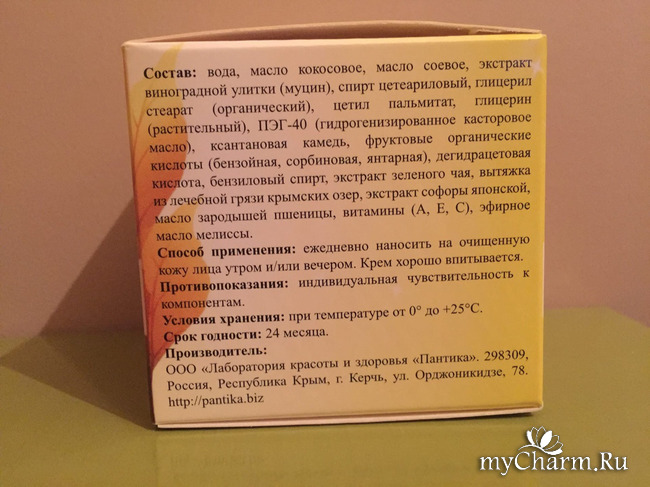 Состав: вода, масло кокосовое, масло соевое, экстракт
виноградной улитки (муцин), спирт цетеариловый, глицерил
стеарат (органический), цетил пальмитат, глицерин
(растительный), ПЭГ-40 (гидрогенизированное касторовое
масло), ксантановая камедь, фруктовые органические
кислоты (бензойная, сорбиновая, янтарная), дегидрацетовая
кислота, бензиловый спирт, экстракт зеленого чая, вытяжка
из лечебной грязи крымских озер, экстракт софоры японской,
масло зародышей пшеницы, витамины (А, Е, С), эфирное
масло мелиссы.
Способ применения: ежедневно наносить на очищенную
кожу лица утром и/или вечером. Крем хорошо впитывается.
Противопоказания: индивидуальная чувствительность к
компонентам.
Условия хранения: при температуре от 0° до +25°С.
Срок годности: 24 месяца.
Производитель:
ООО «Лаборатория красоты и здоровья «Пантика». 298309,
Россия, Республика Крым, г. Керчь, ул. Орджоникидзе, 78.
http://pantika.biz
myCharm.Ru